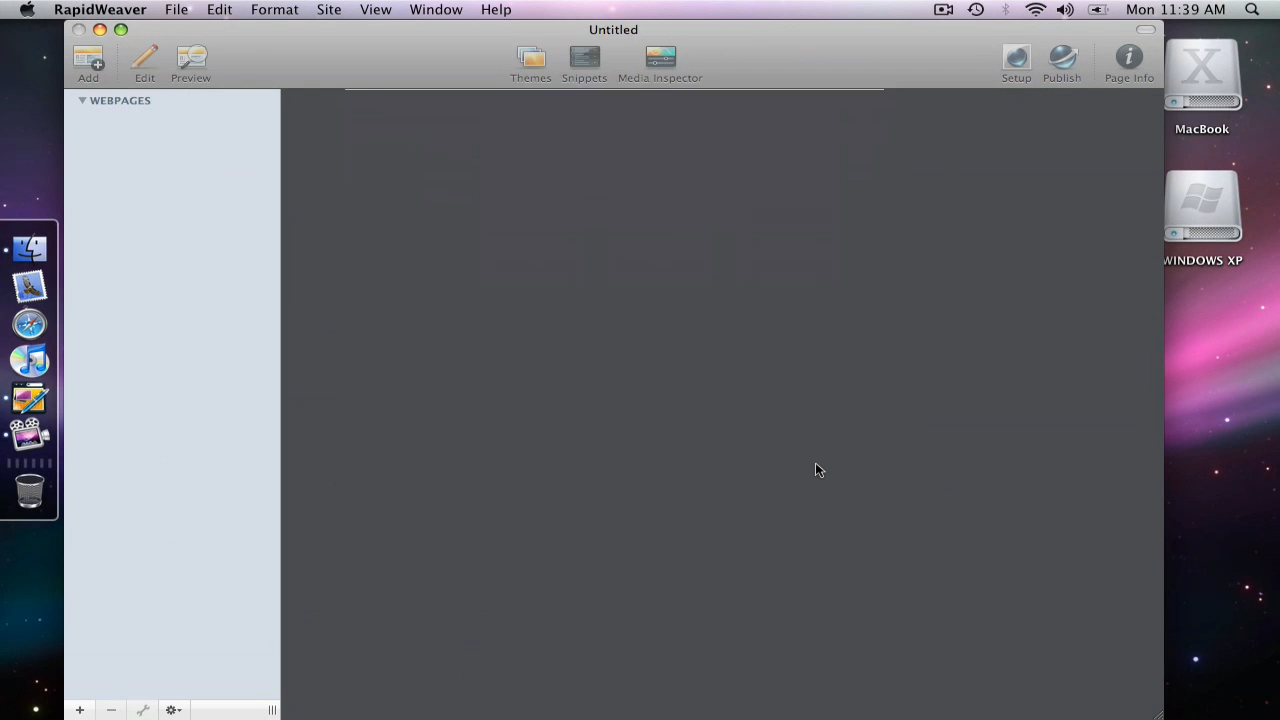 RapidWeaver File Edit Format Site View Window Help Mon 11:39 AM
Untitled
Add Edit Preview Themes Snippets Media Inspector Setup Publish Page Info
WEBPAGES
MacBook
WINDOWS XP